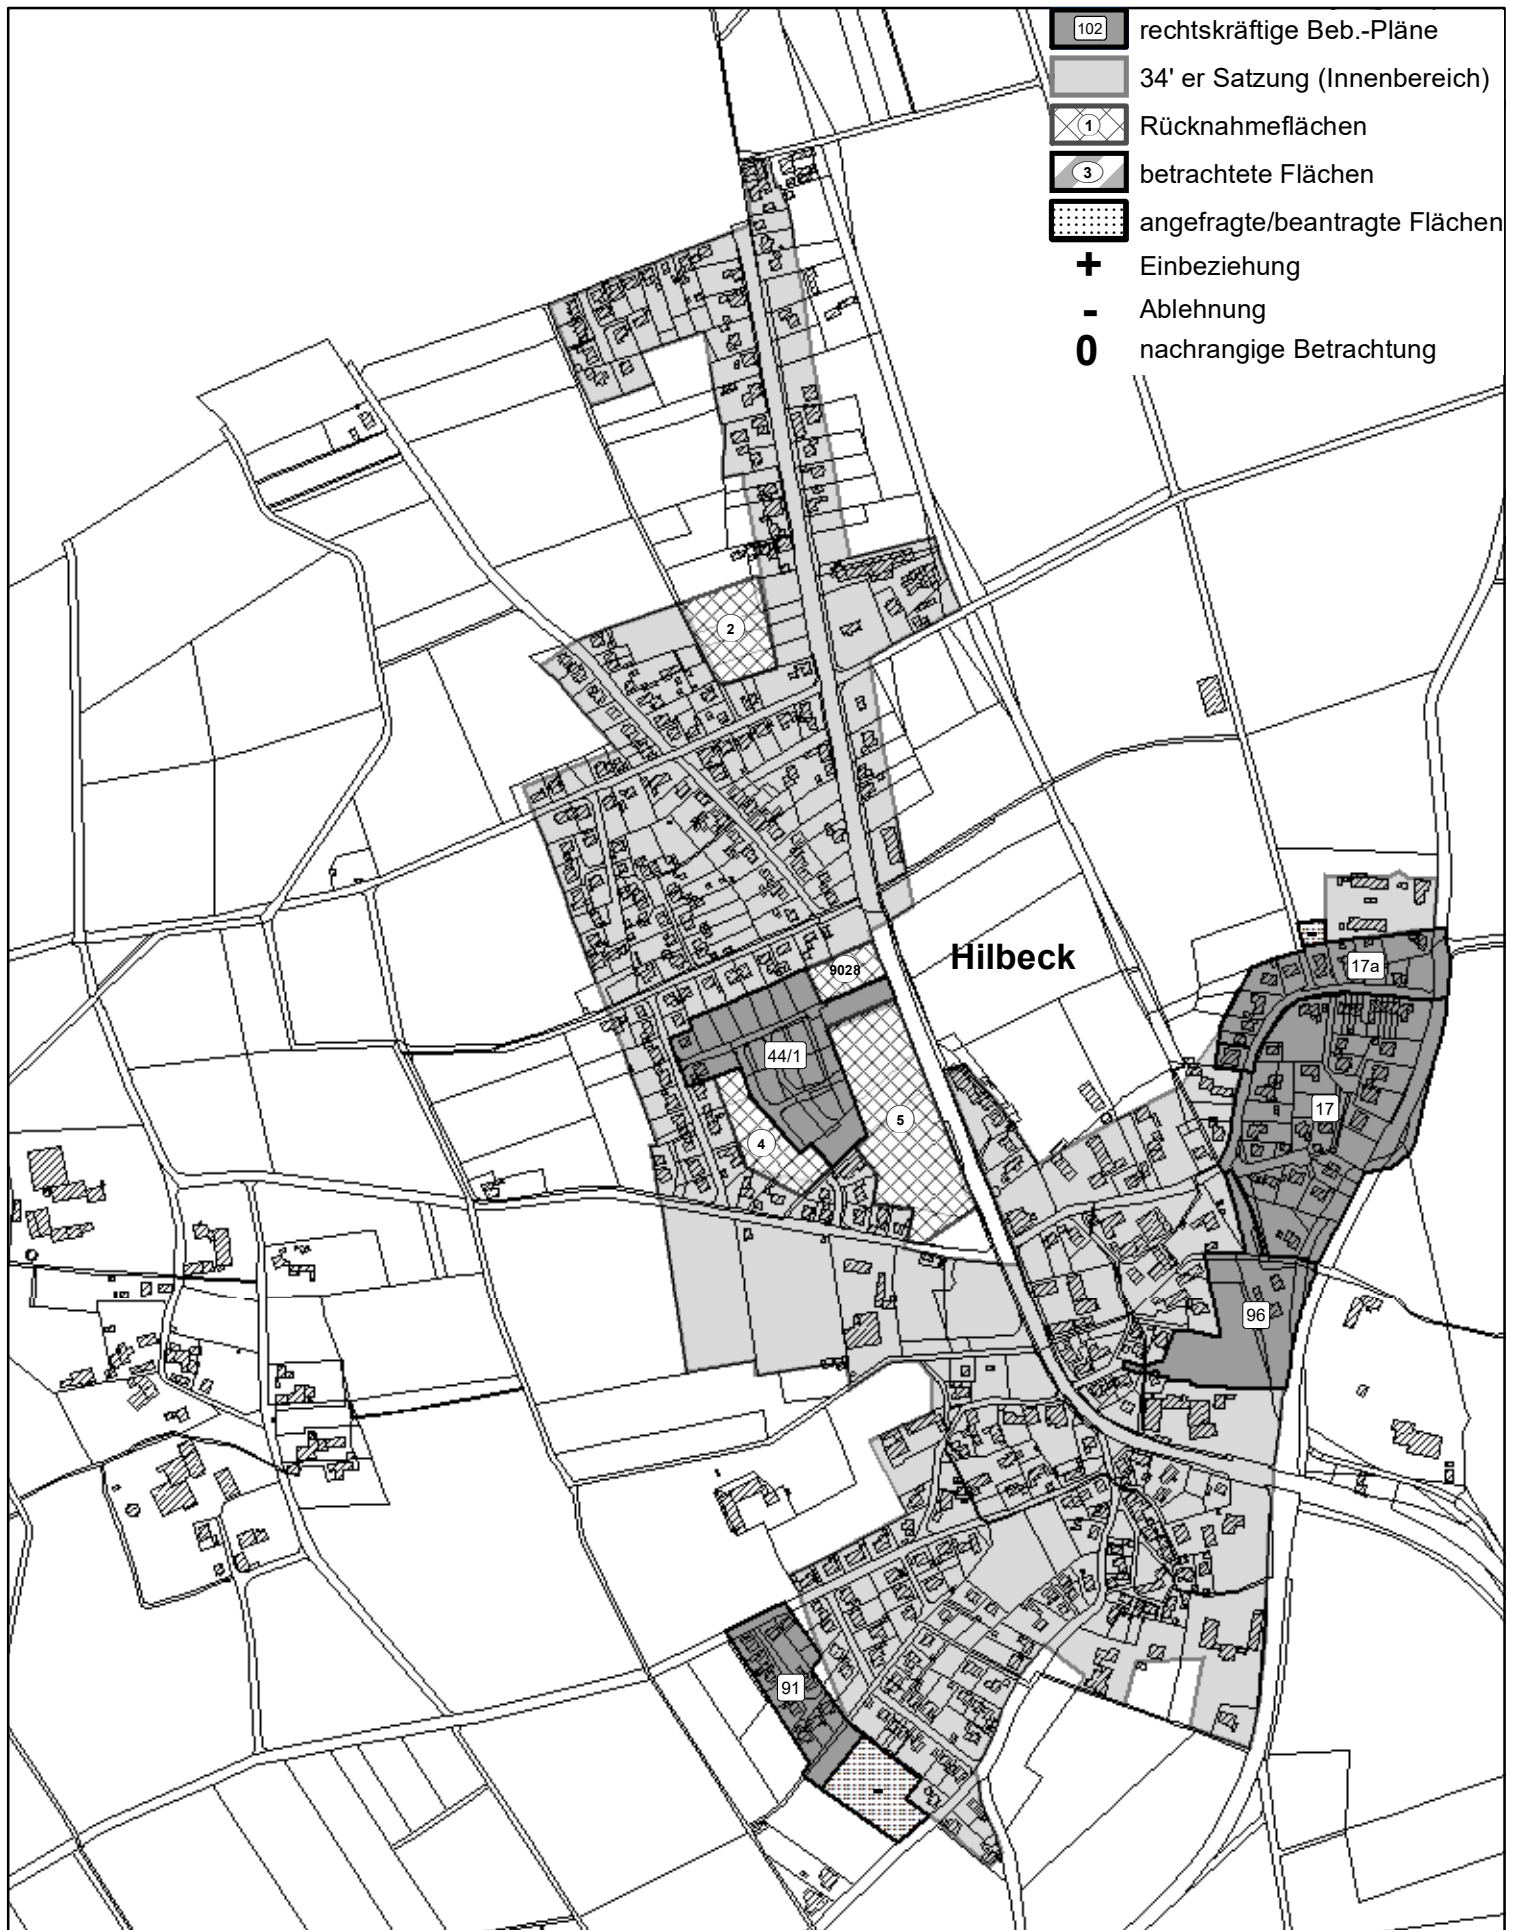 102 rechtskräftige Beb.-Pläne
34' er Satzung (Innenbereich)
1 Rücknahmeflächen
3 betrachtete Flächen
angefragte/beantragte Flächen
+ Einbeziehung
- Ablehnung
0 nachrangige Betrachtung
2
Hilbeck
-
17a
9028
44/1
5
17
4
96
91
-